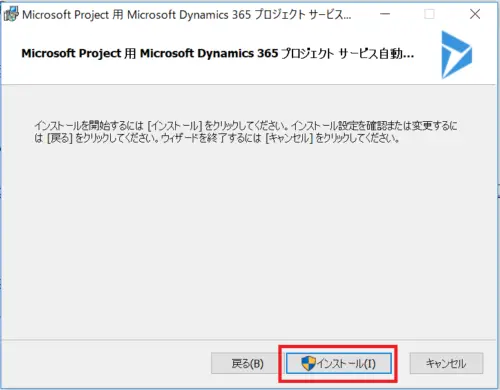 Microsoft Project 用 Microsoft Dynamics 365 プロジェクト サービス...
Microsoft Project 用 Microsoft Dynamics 365 プロジェクト サービス自動...
インストールを開始するには [インストール] をクリックしてください。インストール設定を確認または変更するに
は [戻る] をクリックしてください。ウィザードを終了するには [キャンセル] をクリックしてください。
戻る(B)
インストール(I)
キャンセル